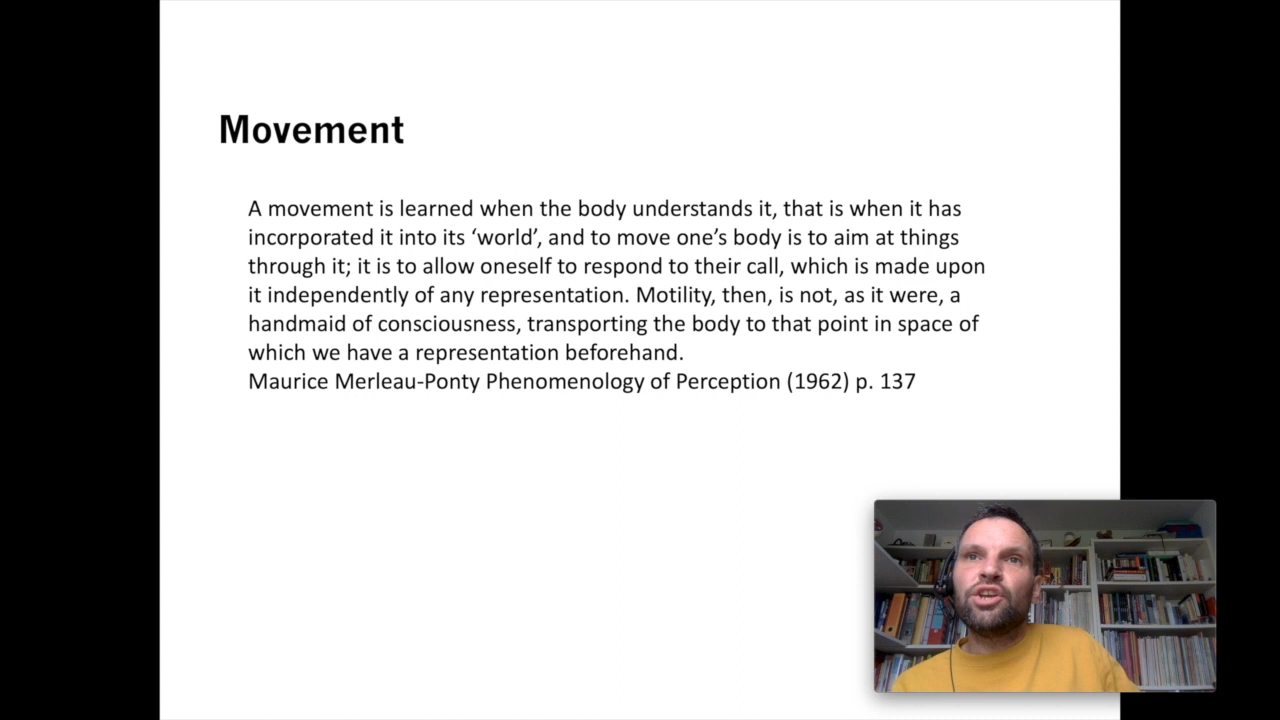 Movement
A movement is learned when the body understands it, that is when it has
incorporated it into its ‘world’, and to move one’s body is to aim at things
through it; it is to allow oneself to respond to their call, which is made upon
it independently of any representation. Motility, then, is not, as it were, a
handmaid of consciousness, transporting the body to that point in space of
which we have a representation beforehand.
Maurice Merleau-Ponty Phenomenology of Perception (1962) p. 137